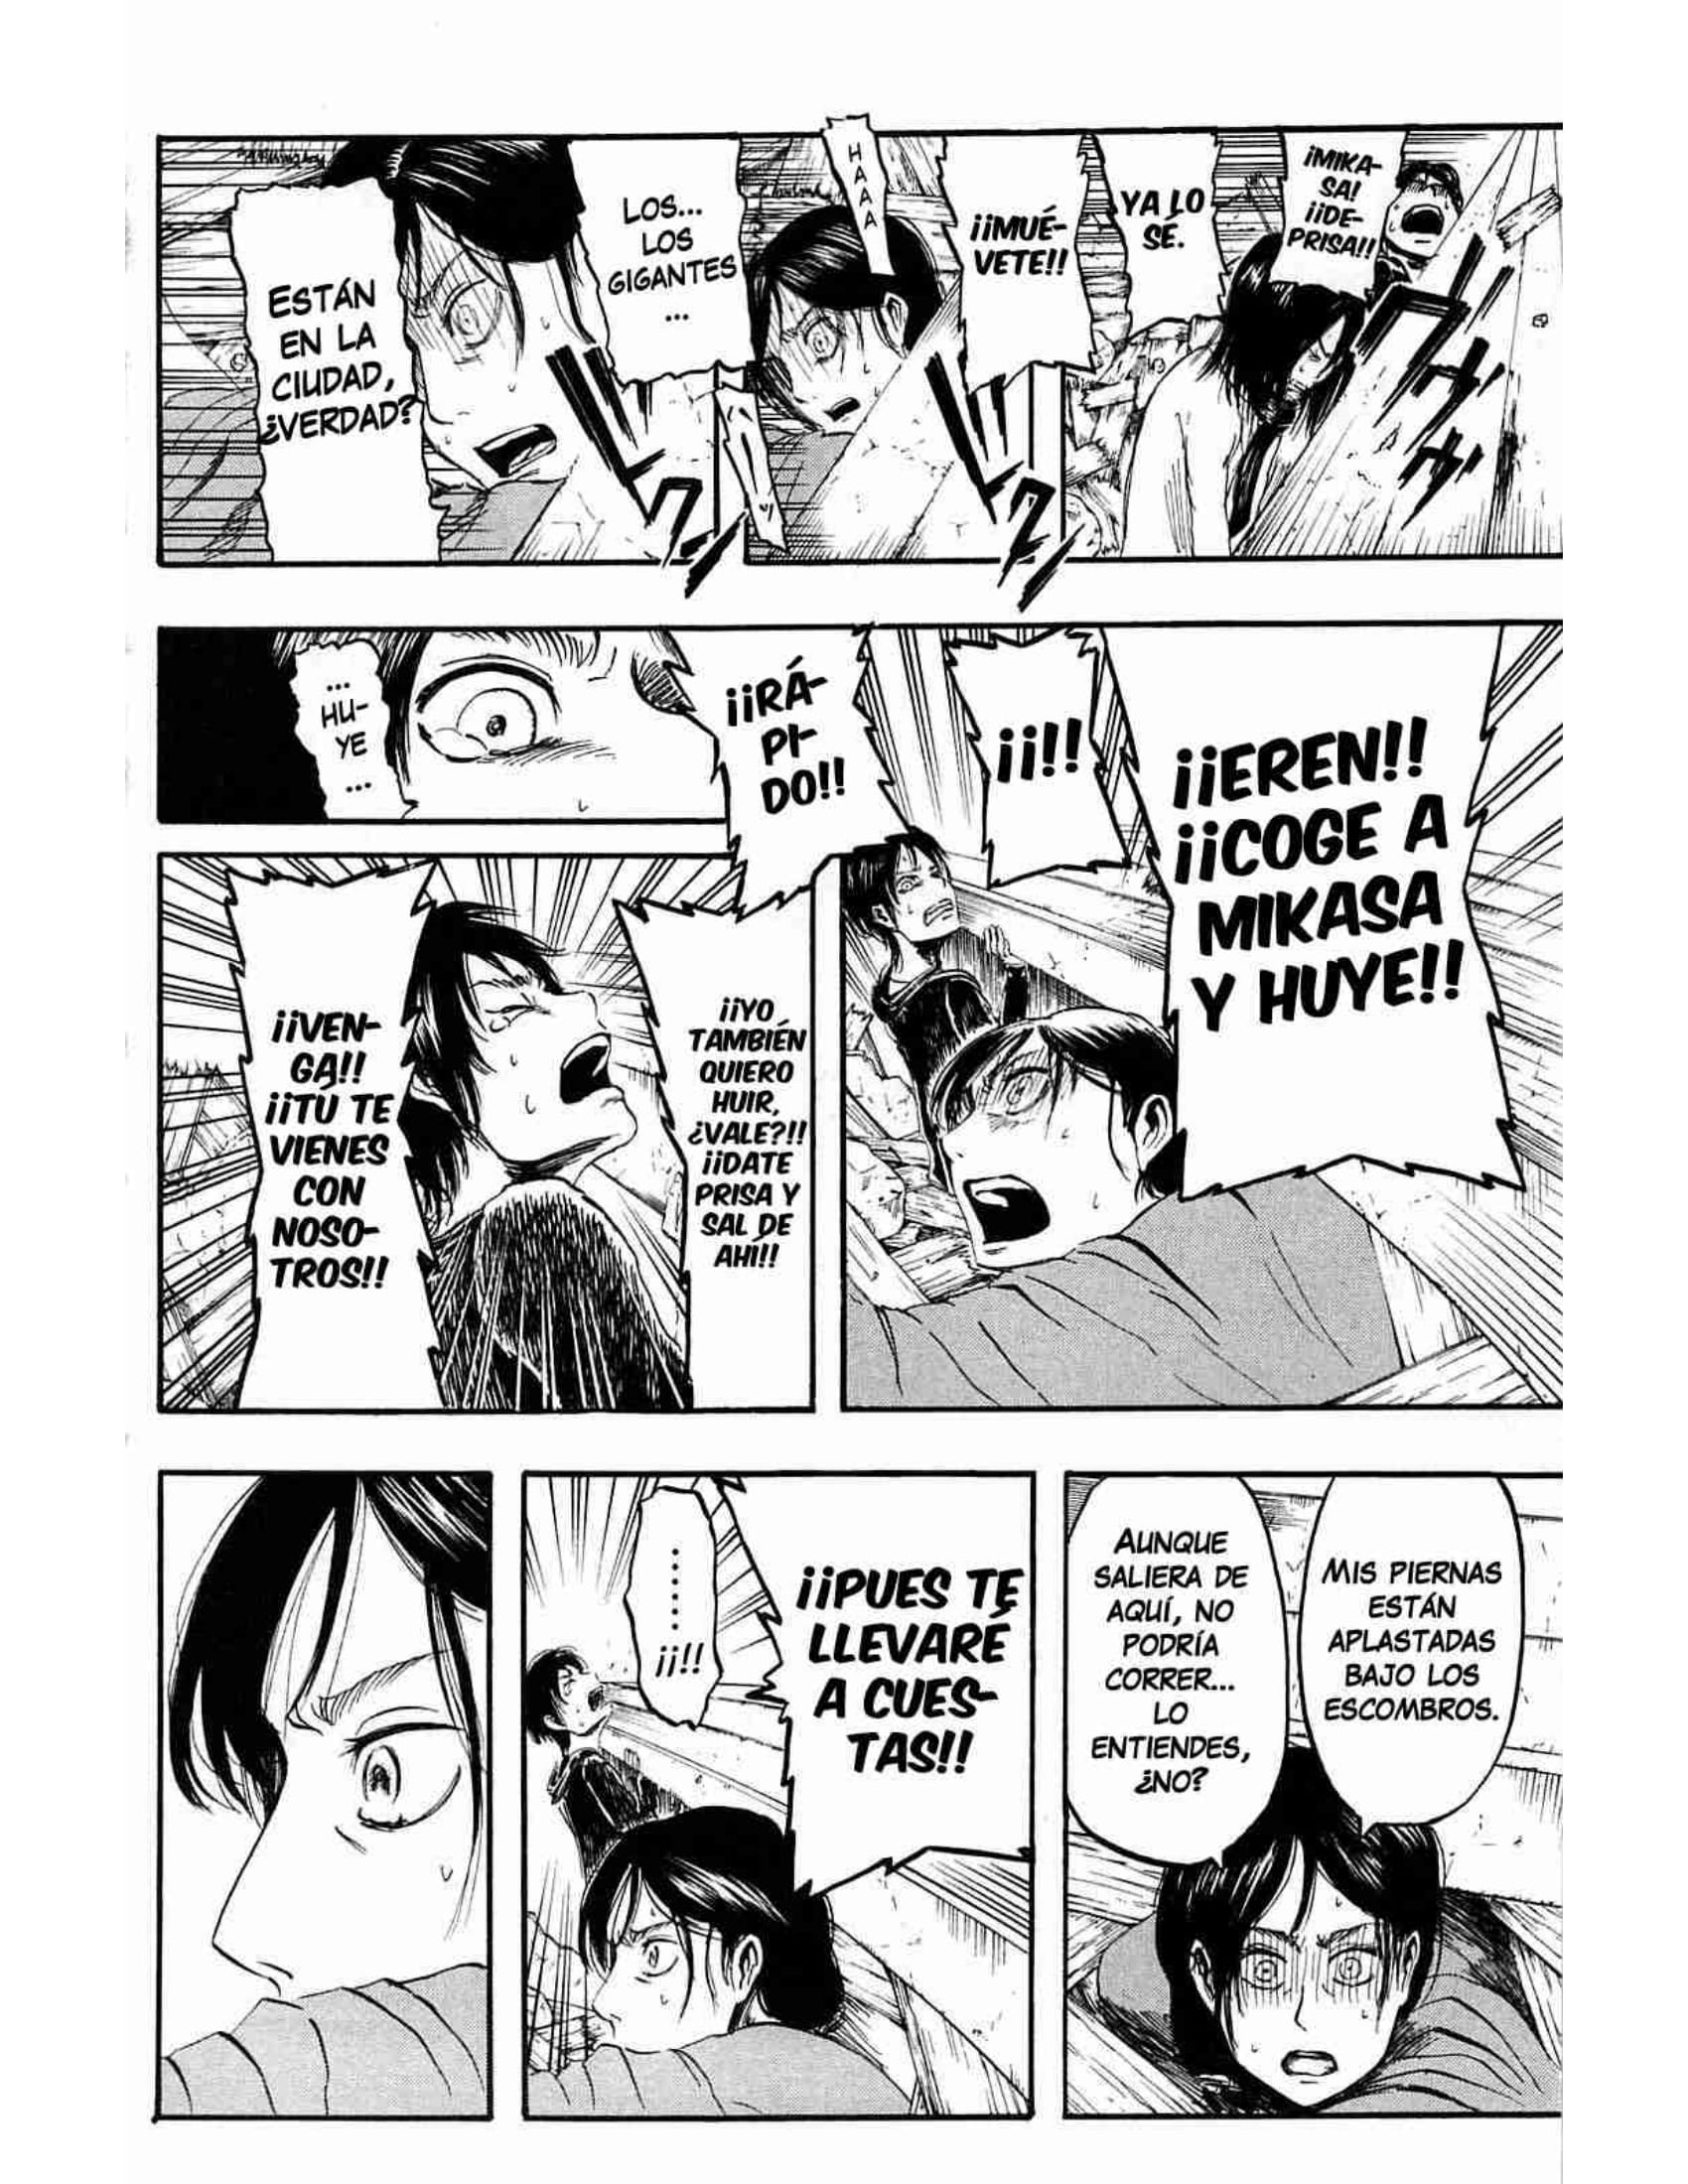 ¡MIKA-
SA!
¡¡DE-
PRISA!!
YA LO
SÉ.
¡¡MUÉ-
VETE!!
HAAA
LOS...
LOS
GIGANTES
...
ESTÁN
EN LA
CIUDAD,
¿VERDAD?
¡¡EREN!!
¡¡COGE A
MIKASA
Y HUYE!!
¡¡!!
¡¡RÁ-
PI-
DO!!
...
HU-
YE
...
¡¡YO
TAMBIÉN
QUIERO
HUIR,
¿VALE?!!
¡¡DATE
PRISA Y
SAL DE
AHÍ!!
¡¡VEN-
GA!!
¡¡TÚ TE
VIENES
CON
NOSO-
TROS!!
MIS PIERNAS
ESTÁN
APLASTADAS
BAJO LOS
ESCOMBROS.
AUNQUE
SALIERA DE
AQUÍ, NO
PODRÍA
CORRER...
LO
ENTIENDES,
¿NO?
¡¡PUES TE
LLEVARÉ
A CUES-
TAS!!
......
¡¡!!